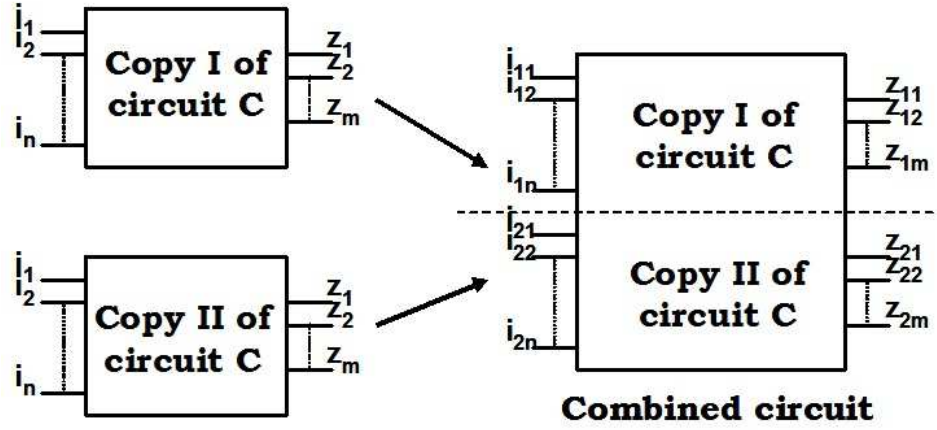 i₁
i₂
iₙ
Copy I of
circuit C
z₁
z₂
zₘ
i₁
i₂
iₙ
Copy II of
circuit C
z₁
z₂
zₘ
i₁₁
i₁₂
i₁ₙ
Copy I of
circuit C
z₁₁
z₁₂
z₁ₘ
i₂₁
i₂₂
i₂ₙ
Copy II of
circuit C
z₂₁
z₂₂
z₂ₘ
Combined circuit